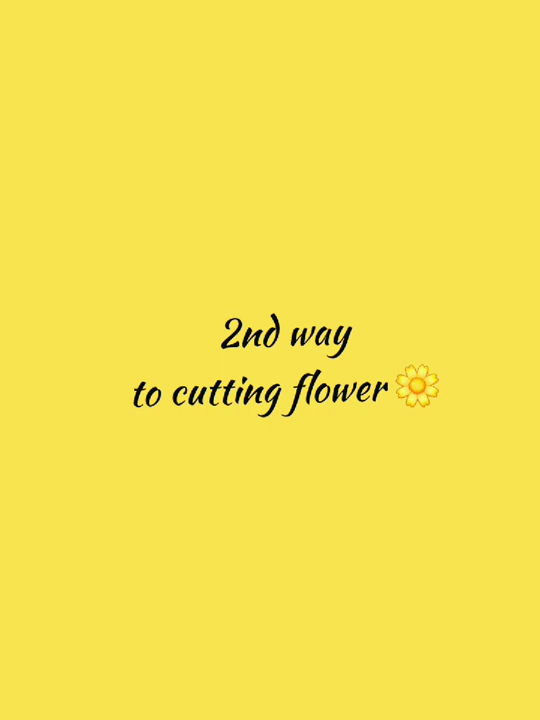 2nd way
to cutting flower 🌼